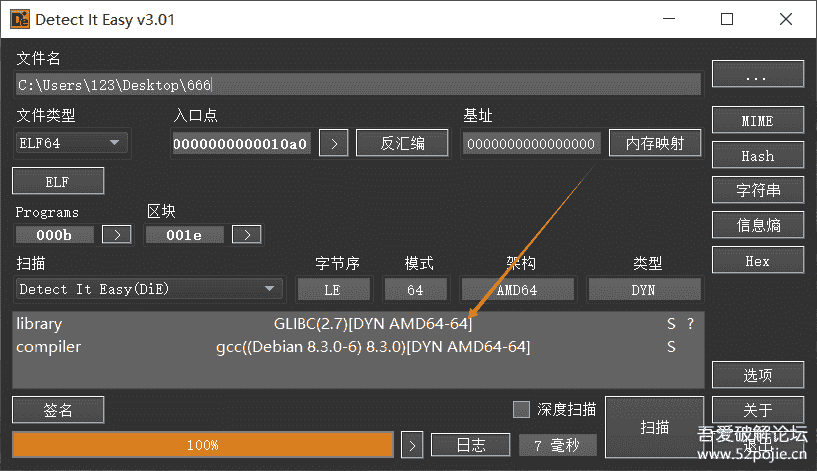 Detect It Easy v3.01
文件名
C:\Users\123\Desktop\666
...
文件类型 入口点 基址
ELF64 0000000000010a0 > 反汇编 0000000000000000 内存映射
MIME
Hash
ELF
字符串
Programs 区块
000b > 001e >
信息熵
扫描 字节序 模式 架构 类型
Hex
Detect It Easy(DiE) LE 64 AMD64 DYN
library GLIBC(2.7)[DYN AMD64-64] S ?
compiler gcc((Debian 8.3.0-6) 8.3.0)[DYN AMD64-64] S
选项
签名 深度扫描 扫描 关于
100% > 日志 7 毫秒 退出
吾爱破解论坛
www.52pojie.cn